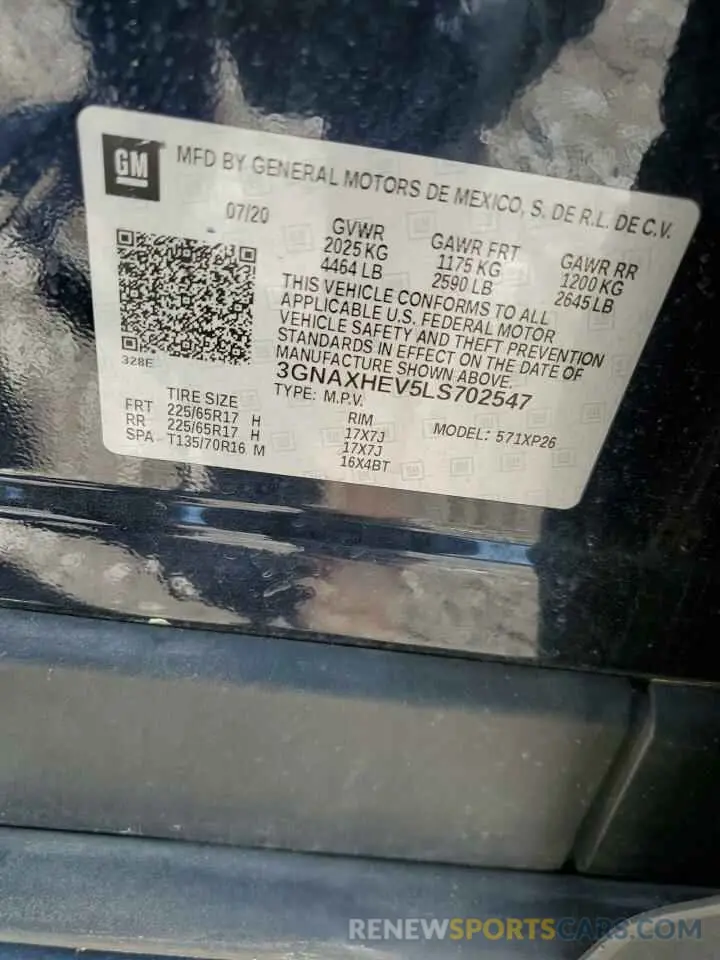 GM MFD BY GENERAL MOTORS DE MEXICO, S. DE R.L. DE C.V.
07/20
GVWR GAWR FRT GAWR RR
2025 KG 1175 KG 1200 KG
4464 LB 2590 LB 2645 LB
THIS VEHICLE CONFORMS TO ALL
APPLICABLE U.S. FEDERAL MOTOR
VEHICLE SAFETY AND THEFT PREVENTION
STANDARDS IN EFFECT ON THE DATE OF
MANUFACTURE SHOWN ABOVE.
328E
3GNAXHEV5LS702547
TYPE: M.P.V.
MODEL: 571XP26
TIRE SIZE RIM
FRT 225/65R17 H 17X7J
RR 225/65R17 H 17X7J
SPA T135/70R16 M 16X4BT
RENEWSPORTSCARS.COM